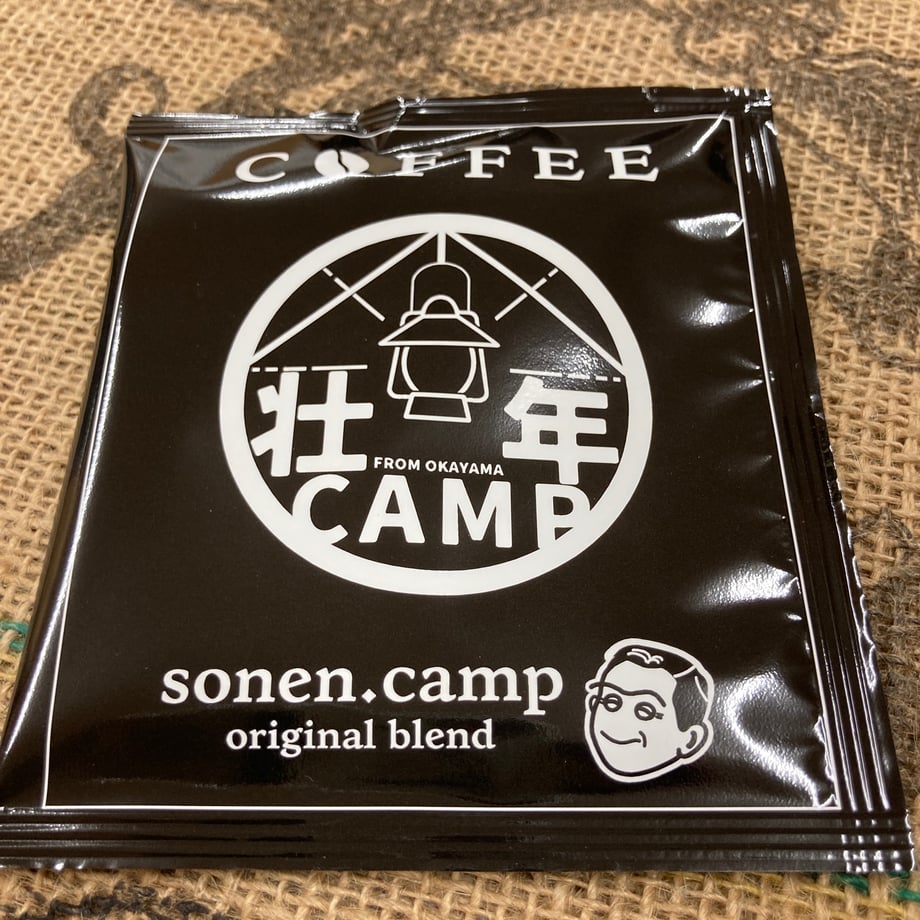 COFFEE
壮年
FROM OKAYAMA
CAMP
sonen.camp
original blend